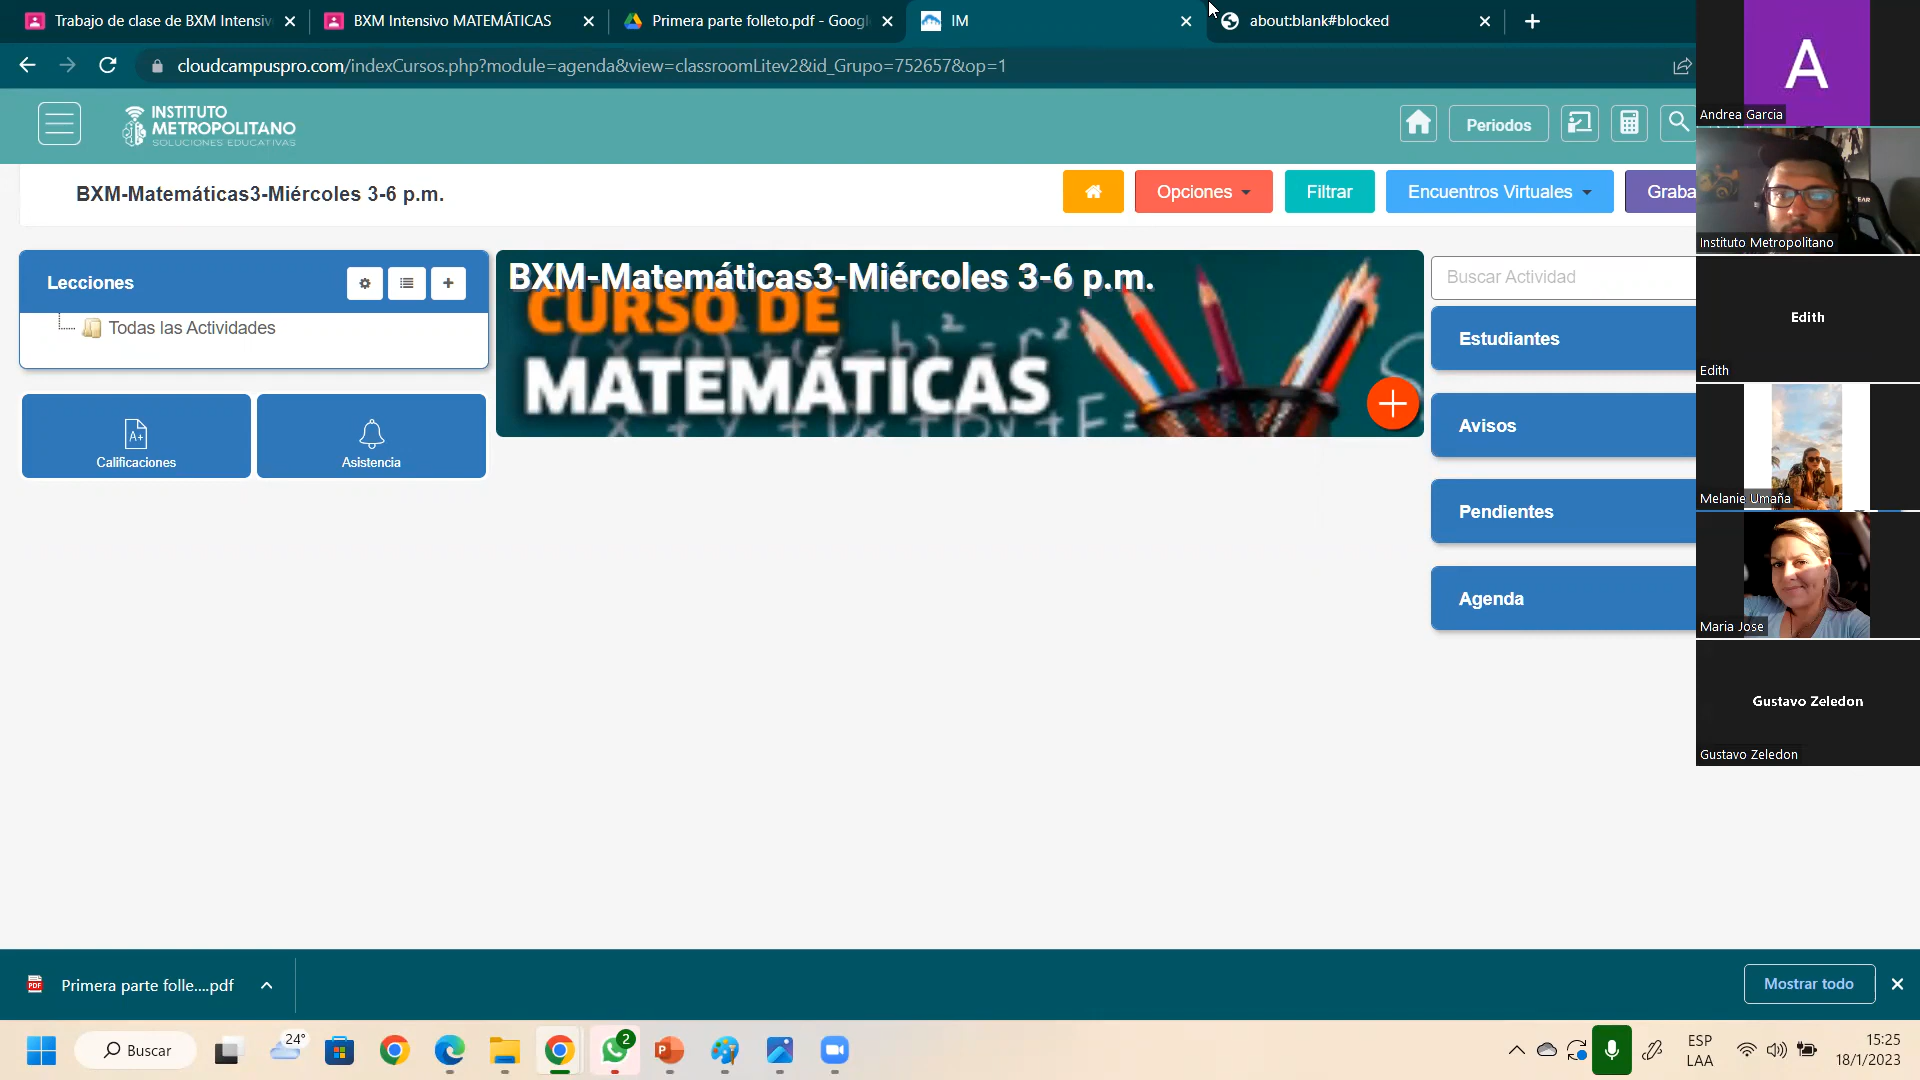 Trabajo de clase de BXM Intensiv
BXM Intensivo MATEMÁTICAS
Primera parte folleto.pdf - Googl
IM
about:blank#blocked
cloudcampuspro.com/indexCursos.php?module=agenda&view=classroomLitev2&id_Grupo=752657&op=1
INSTITUTO
METROPOLITANO
SOLUCIONES EDUCATIVAS
Periodos
BXM-Matemáticas3-Miércoles 3-6 p.m.
Opciones
Filtrar
Encuentros Virtuales
Graba
Lecciones
Todas las Actividades
Calificaciones
Asistencia
BXM-Matemáticas3-Miércoles 3-6 p.m.
CURSO DE
MATEMÁTICAS
Buscar Actividad
Estudiantes
Avisos
Pendientes
Agenda
A
Andrea Garcia
Instituto Metropolitano
Edith
Edith
Melanie Umaña
Maria Jose
Gustavo Zeledon
Gustavo Zeledon
Primera parte folle....pdf
Mostrar todo
Buscar
24°
2
ESP
LAA
15:25
18/1/2023